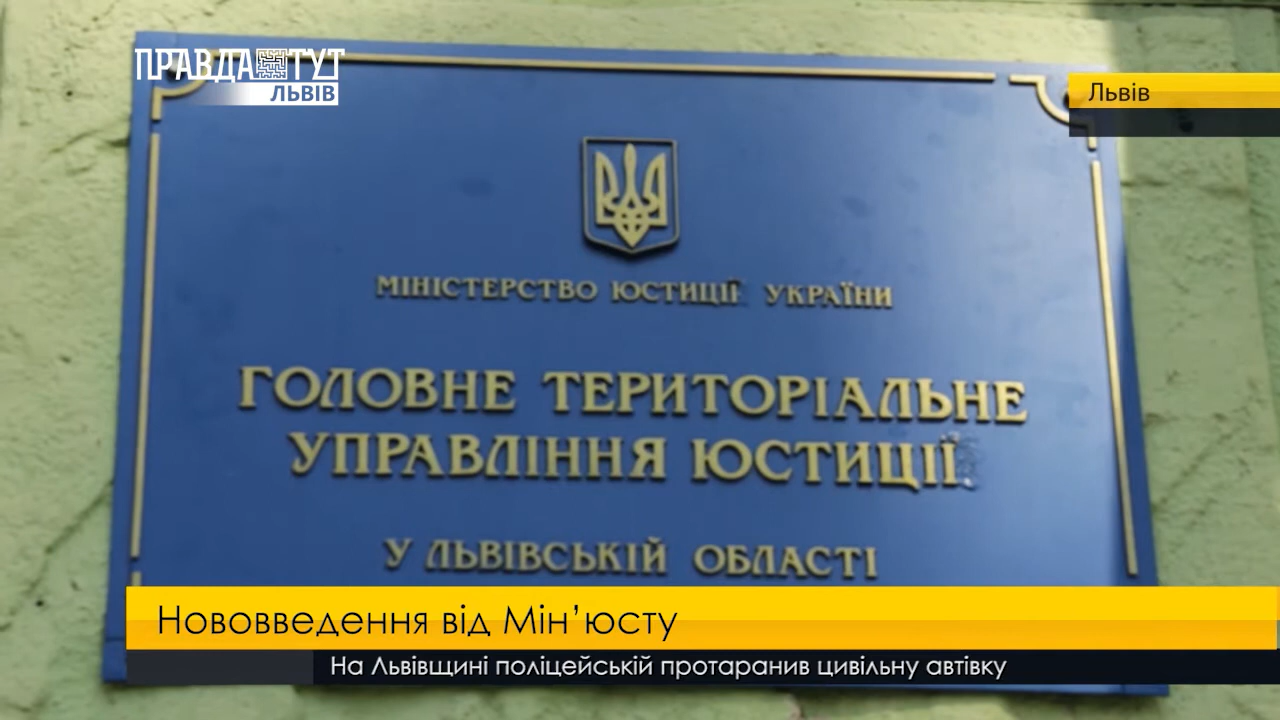 ПРАВДА ТУТ
ЛЬВІВ
Львів
МІНІСТЕРСТВО ЮСТИЦІЇ УКРАЇНИ
ГОЛОВНЕ ТЕРИТОРІАЛЬНЕ
УПРАВЛІННЯ ЮСТИЦІЇ
У ЛЬВІВСЬКІЙ ОБЛАСТІ
Нововведення від Мін’юсту
На Львівщині поліцейській протаранив цивільну автівку